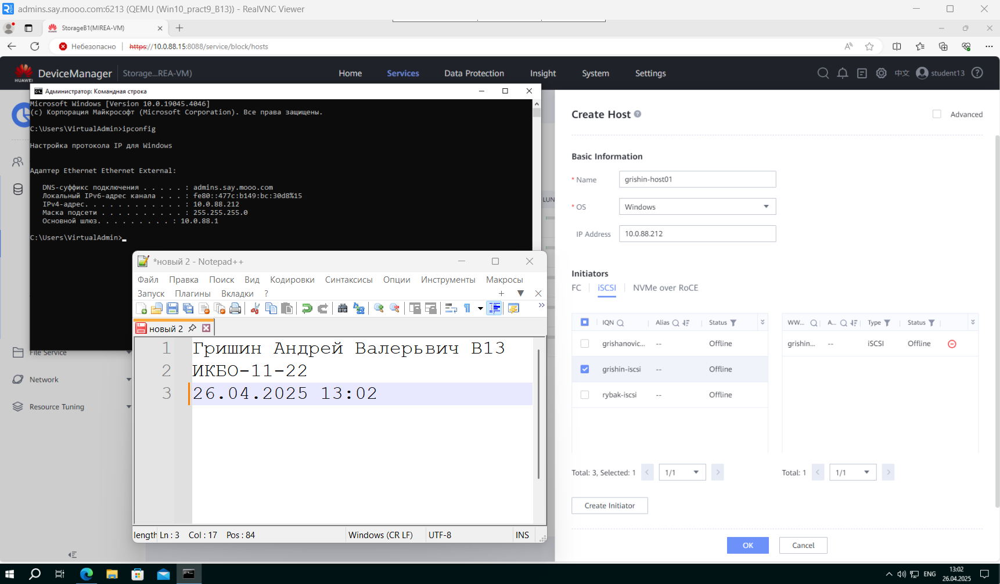 admins.say.mooo.com:6213 (QEMU (Win10_pract9_B13)) - RealVNC Viewer
StorageB1(MIREA-VM)
Небезопасно https://10.0.88.15:8088/service/block/hosts
HUAWEI DeviceManager Storage...REA-VM) Home Services Data Protection Insight System Settings 中文 student13
Администратор: Командная строка
Microsoft Windows [Version 10.0.19045.4046]
(c) Корпорация Майкрософт (Microsoft Corporation). Все права защищены.
C:\Users\VirtualAdmin>ipconfig
Настройка протокола IP для Windows
Адаптер Ethernet Ethernet External:
DNS-суффикс подключения . . . . . : admins.say.mooo.com
Локальный IPv6-адрес канала . . . : fe80::477c:b149:bc:30d8%15
IPv4-адрес. . . . . . . . . . . . : 10.0.88.212
Маска подсети . . . . . . . . . . : 255.255.255.0
Основной шлюз. . . . . . . . . : 10.0.88.1
C:\Users\VirtualAdmin>
LUN
File Service
Network
Resource Tuning
*новый 2 - Notepad++
Файл Правка Поиск Вид Кодировки Синтаксисы Опции Инструменты Макросы
Запуск Плагины Вкладки ?
новый 2
1 Гришин Андрей Валерьвич В13
2 ИКБО-11-22
3 26.04.2025 13:02
length Ln : 3 Col : 17 Pos : 84 Windows (CR LF) UTF-8 INS
Create Host
Advanced
Basic Information
* Name grishin-host01
* OS Windows
IP Address 10.0.88.212
Initiators
FC iSCSI NVMe over RoCE
IQN Alias Status
grishanovic... -- Offline
grishin-iscsi -- Offline
rybak-iscsi -- Offline
WW... A... Type Status
grishin... -- iSCSI Offline
Total: 3, Selected: 1 1/1
Total: 1 1/1
Create Initiator
OK Cancel
ENG 13:02
26.04.2025